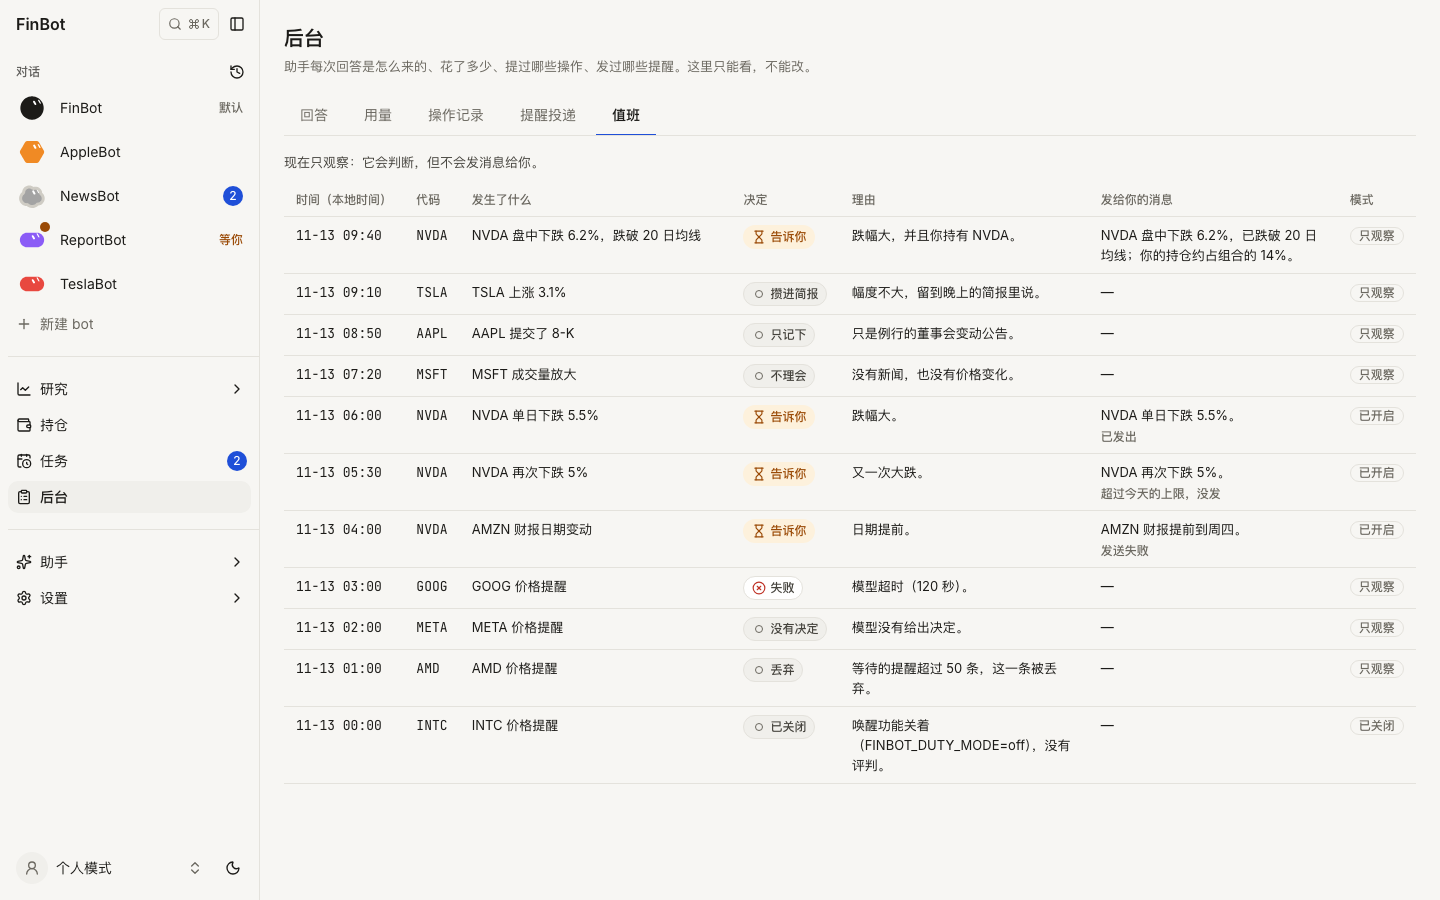 FinBot
⌘K
对话
FinBot 默认
AppleBot
NewsBot 2
ReportBot 等你
TeslaBot
新建 bot
研究
持仓
任务 2
后台
助手
设置
个人模式
后台
助手每次回答是怎么来的、花了多少、提过哪些操作、发过哪些提醒。这里只能看，不能改。
回答 用量 操作记录 提醒投递 值班
现在只观察：它会判断，但不会发消息给你。
时间（本地时间） 代码 发生了什么 决定 理由 发给你的消息 模式
11-13 09:40 NVDA NVDA 盘中下跌 6.2%，跌破 20 日均线 告诉你 跌幅大，并且你持有 NVDA。 NVDA 盘中下跌 6.2%，已跌破 20 日 只观察
均线；你的持仓约占组合的 14%。
11-13 09:10 TSLA TSLA 上涨 3.1% 攒进简报 幅度不大，留到晚上的简报里说。 — 只观察
11-13 08:50 AAPL AAPL 提交了 8-K 只记下 只是例行的董事会变动公告。 — 只观察
11-13 07:20 MSFT MSFT 成交量放大 不理会 没有新闻，也没有价格变化。 — 只观察
11-13 06:00 NVDA NVDA 单日下跌 5.5% 告诉你 跌幅大。 NVDA 单日下跌 5.5%。 已开启
已发出
11-13 05:30 NVDA NVDA 再次下跌 5% 告诉你 又一次大跌。 NVDA 再次下跌 5%。 已开启
超过今天的上限，没发
11-13 04:00 NVDA AMZN 财报日期变动 告诉你 日期提前。 AMZN 财报提前到周四。 已开启
发送失败
11-13 03:00 GOOG GOOG 价格提醒 失败 模型超时（120 秒）。 — 只观察
11-13 02:00 META META 价格提醒 没有决定 模型没有给出决定。 — 只观察
11-13 01:00 AMD AMD 价格提醒 丢弃 等待的提醒超过 50 条，这一条被丢 — 只观察
弃。
11-13 00:00 INTC INTC 价格提醒 已关闭 唤醒功能关着 — 已关闭
（FINBOT_DUTY_MODE=off），没有
评判。